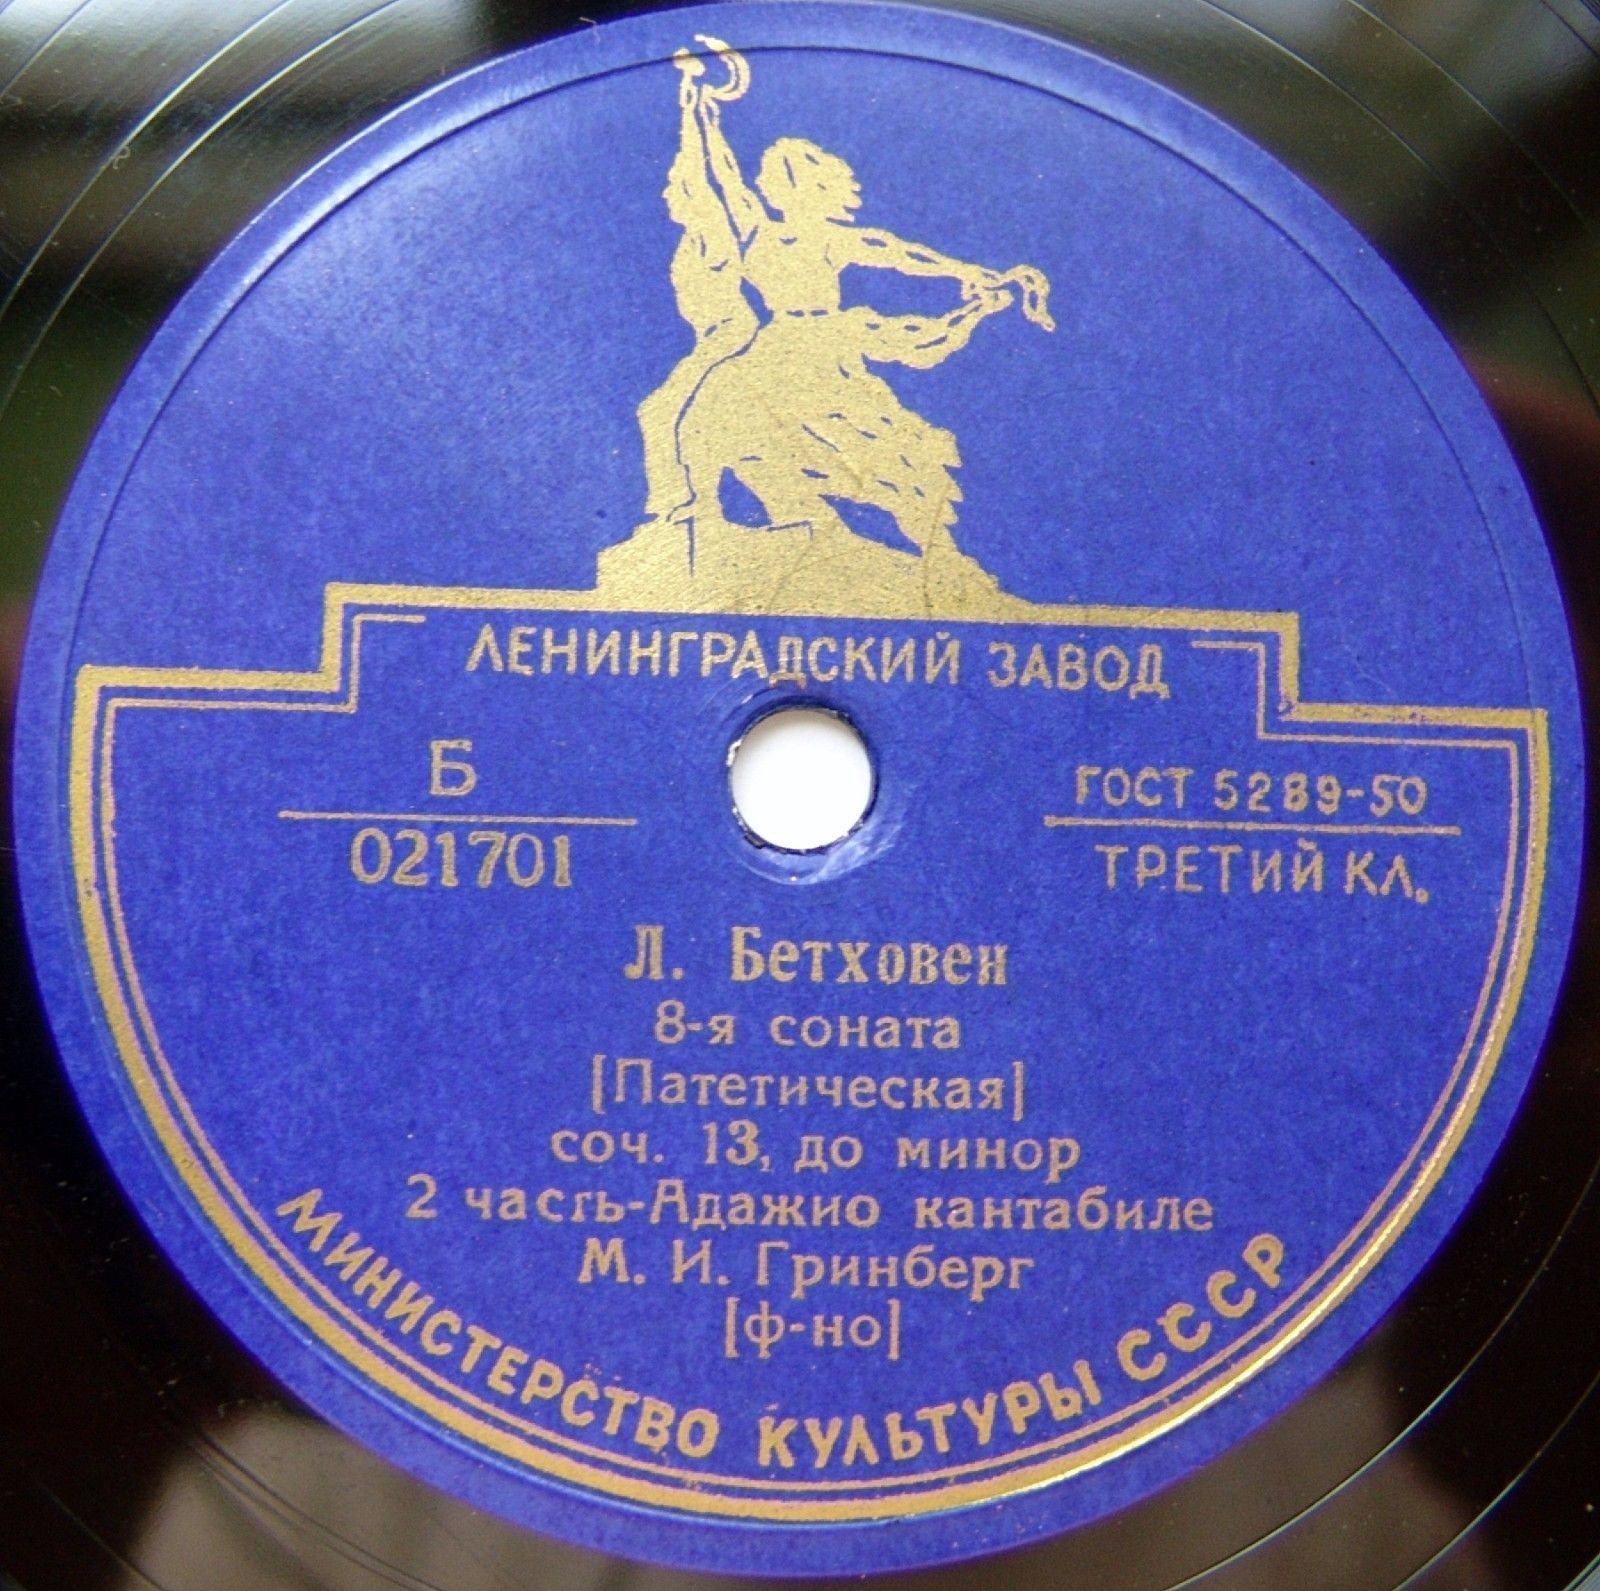 ЛЕНИНГРАДСКИЙ ЗАВОД
Б
021701
ГОСТ 5289-50
ТРЕТИЙ КЛ.
Л. Бетховен
8-я соната
[Патетическая]
соч. 13, до минор
2 часть-Адажио кантабиле
М. И. Гринберг
[ф-но]
МИНИСТЕРСТВО КУЛЬТУРЫ СССР